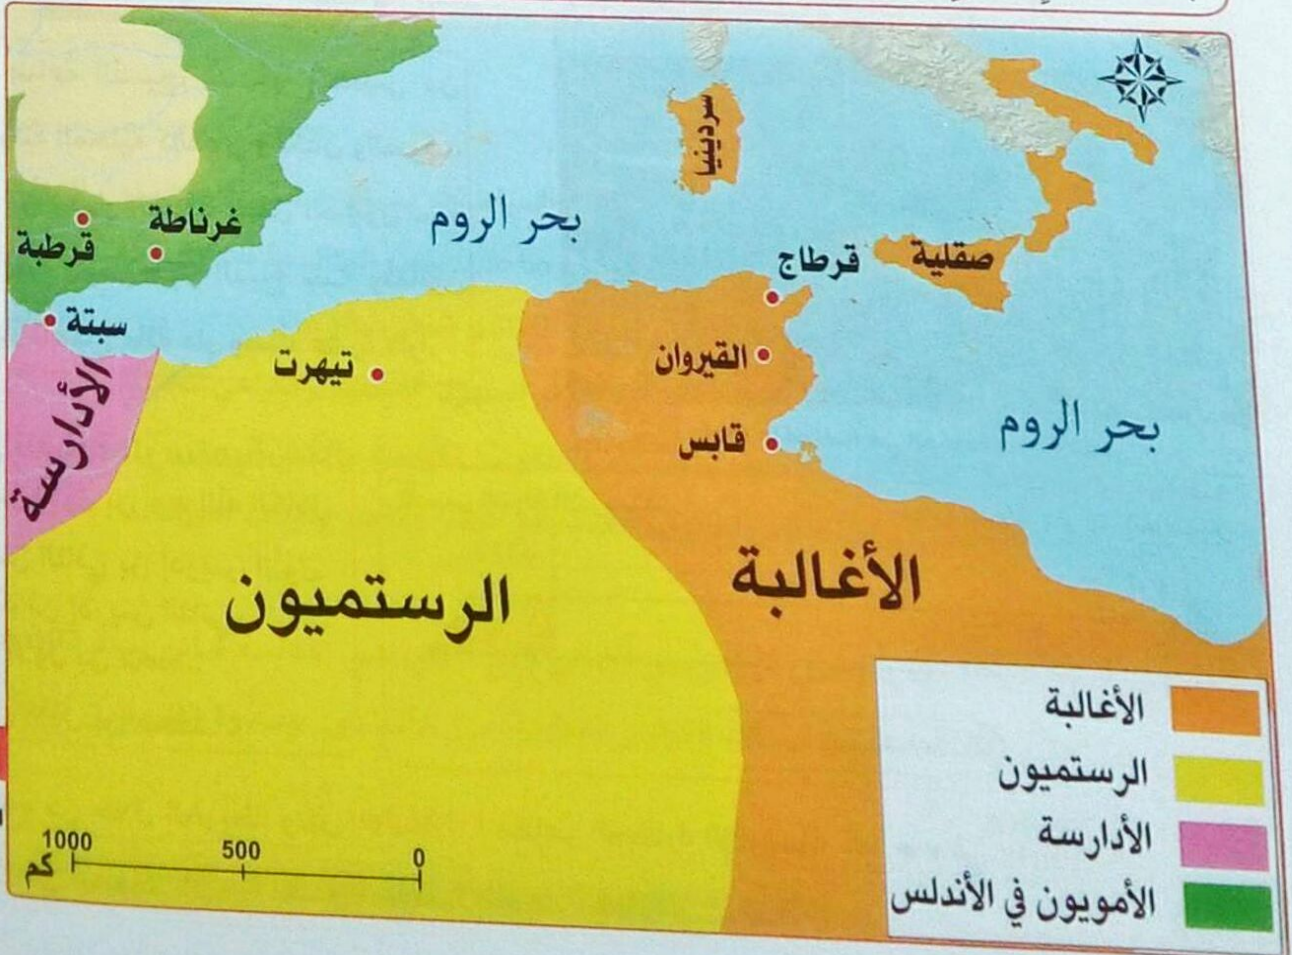 سردينيا
غرناطة
قرطبة
بحر الروم
صقلية
قرطاج
سبتة
تيهرت
القيروان
بحر الروم
قابس
الأدارسة
الرستميون
الأغالبة
الأغالبة
الرستميون
الأدارسة
الأمويون في الأندلس
1000 500 0
كم